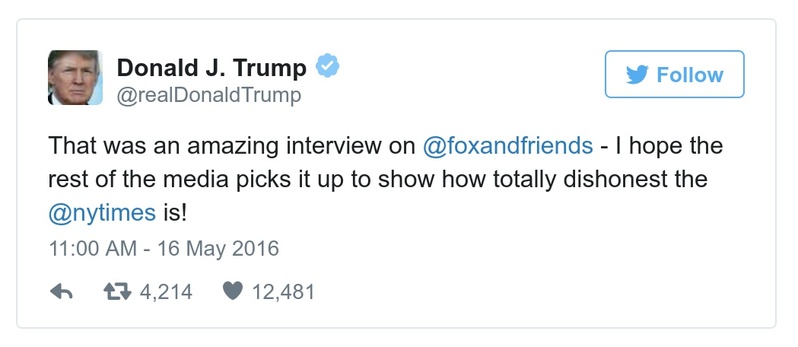 Donald J. Trump
@realDonaldTrump
Follow
That was an amazing interview on @foxandfriends - I hope the
rest of the media picks it up to show how totally dishonest the
@nytimes is!
11:00 AM - 16 May 2016
4,214 12,481